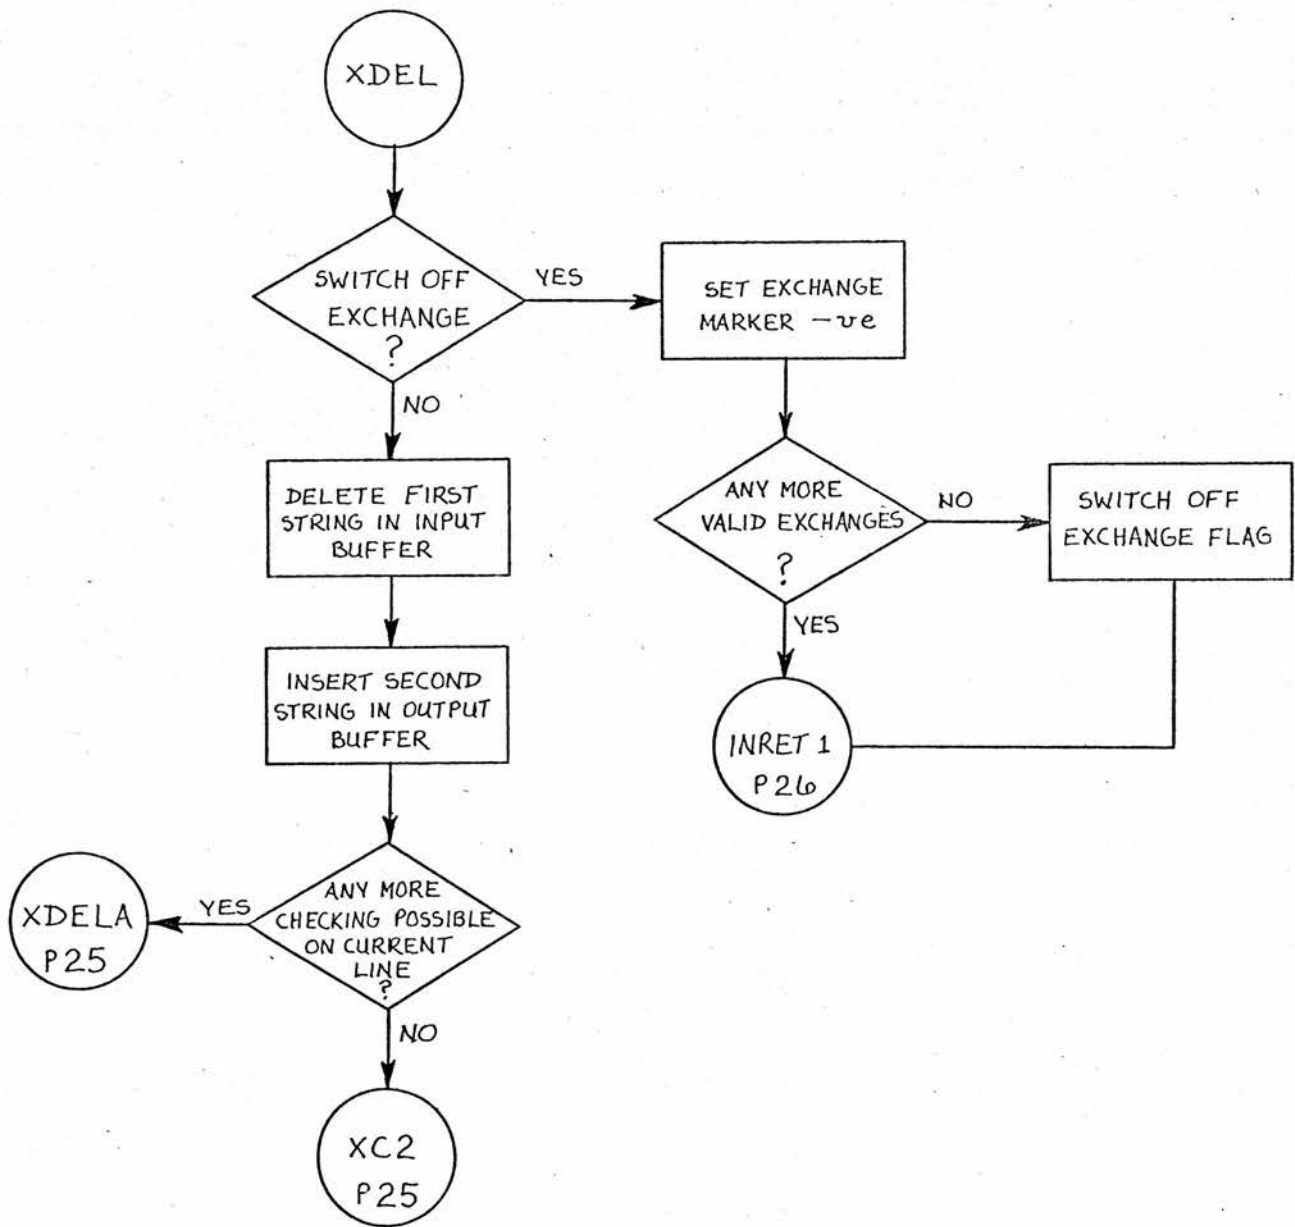 XDEL
SWITCH OFF
EXCHANGE
?
YES
SET EXCHANGE
MARKER -ve
NO
DELETE FIRST
STRING IN INPUT
BUFFER
ANY MORE
VALID EXCHANGES
?
NO
SWITCH OFF
EXCHANGE FLAG
YES
INSERT SECOND
STRING IN OUTPUT
BUFFER
INRET 1
P26
ANY MORE
CHECKING POSSIBLE
ON CURRENT
LINE
?
YES
XDELA
P25
NO
XC2
P25